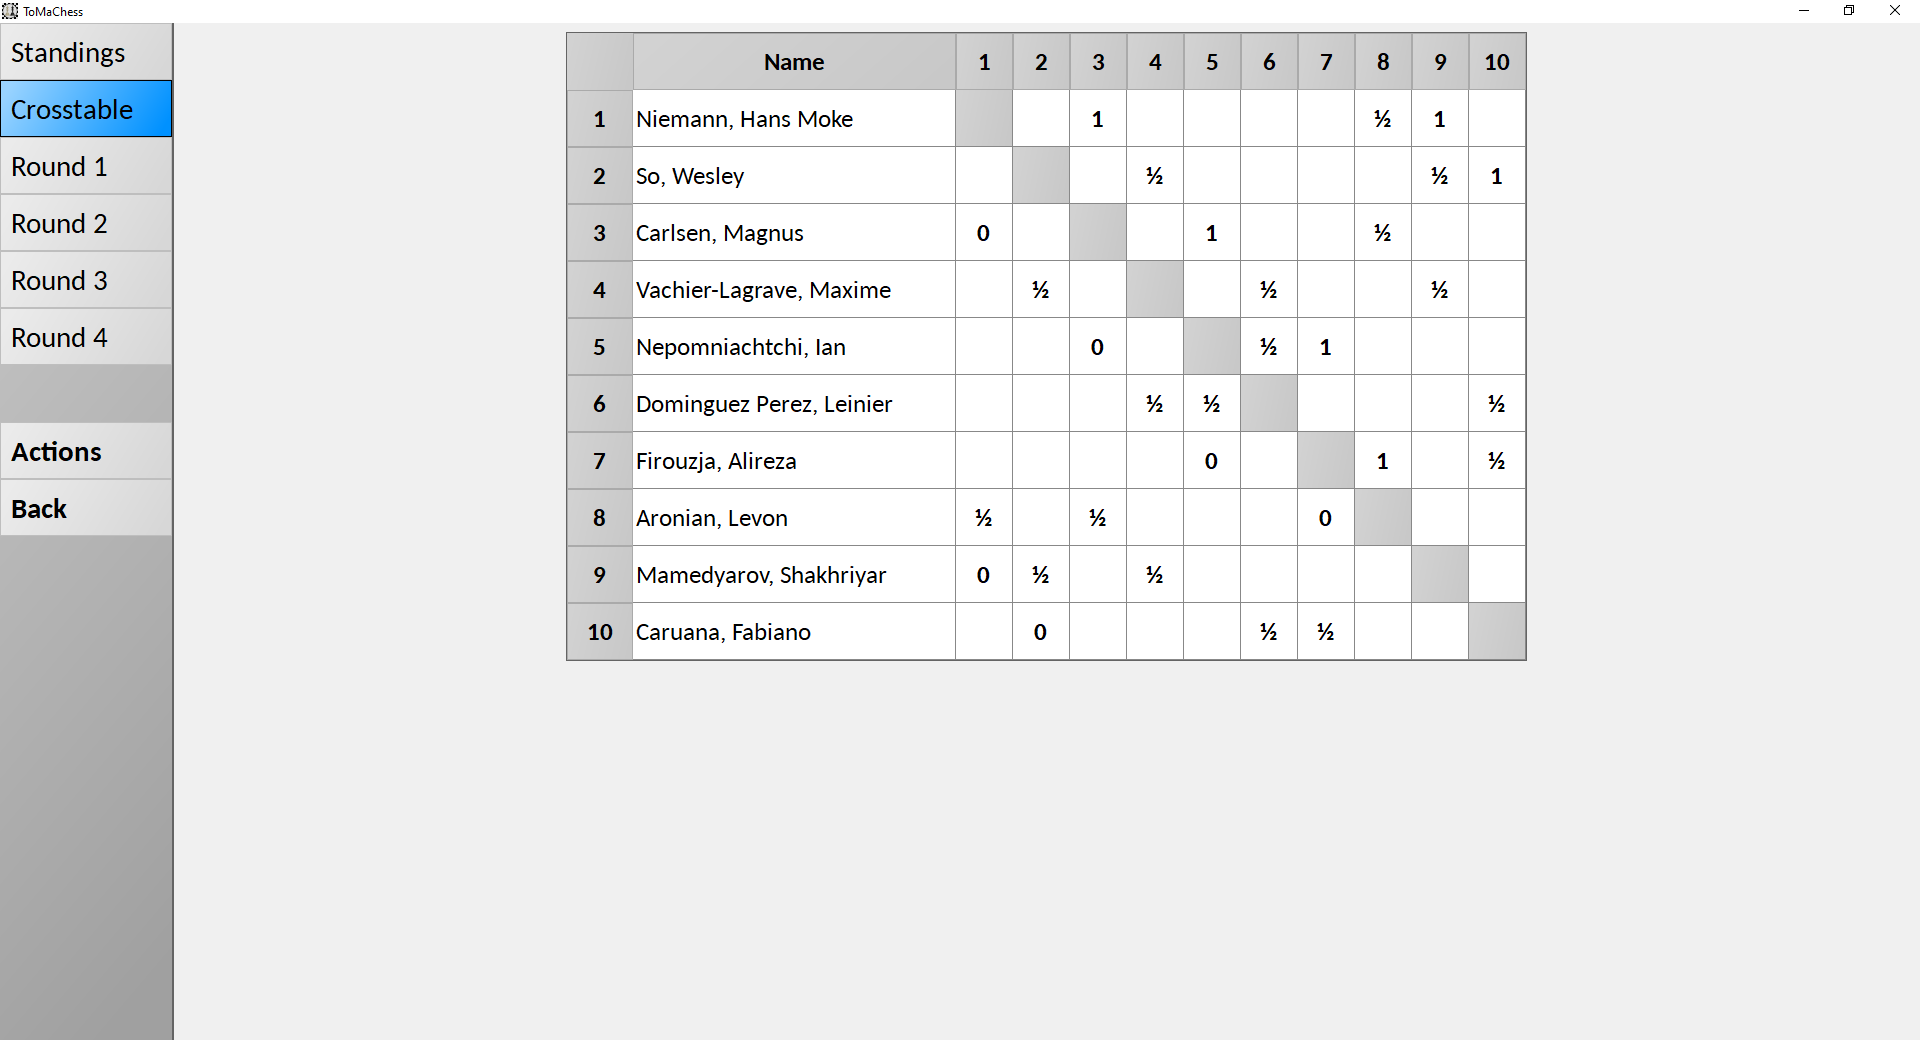 ToMaChess
Standings
Crosstable
Round 1
Round 2
Round 3
Round 4
Actions
Back
Name 1 2 3 4 5 6 7 8 9 10
1 Niemann, Hans Moke 1 ½ 1
2 So, Wesley ½ ½ 1
3 Carlsen, Magnus 0 1 ½
4 Vachier-Lagrave, Maxime ½ ½ ½
5 Nepomniachtchi, Ian 0 ½ 1
6 Dominguez Perez, Leinier ½ ½ ½
7 Firouzja, Alireza 0 1 ½
8 Aronian, Levon ½ ½ 0
9 Mamedyarov, Shakhriyar 0 ½ ½
10 Caruana, Fabiano 0 ½ ½